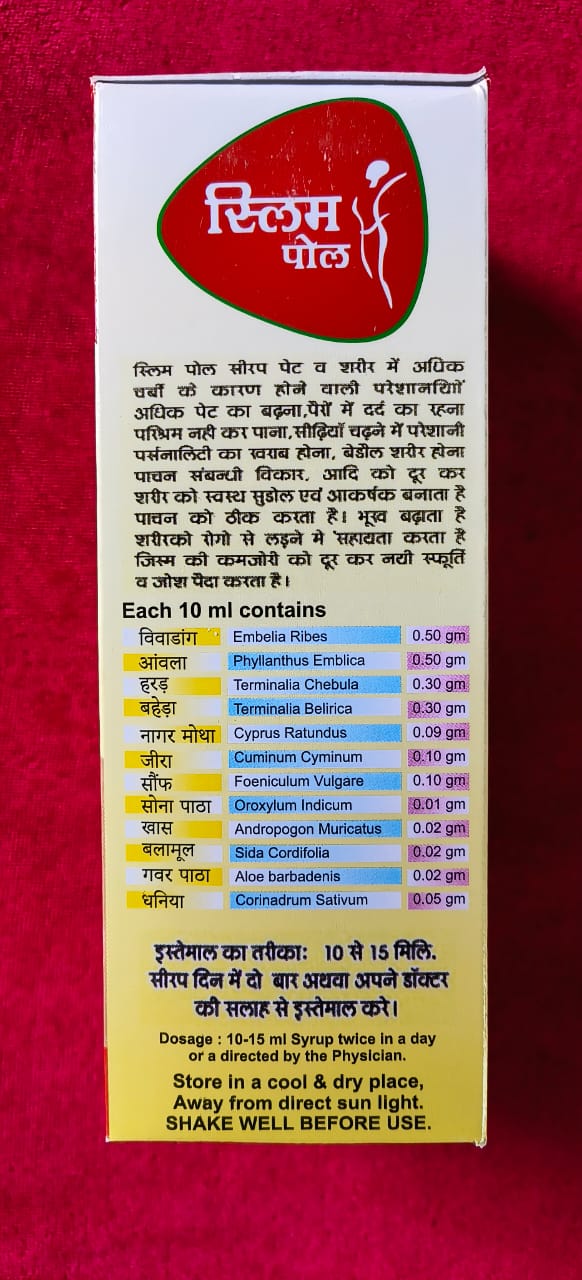 स्लिम
पोल
स्लिम पोल सीरप पेट व शरीर में अधिक
चर्बी के कारण होने वाली परेशानियिों
अधिक पेट का बढ़ना,पैरों में दर्द का रहना
परिश्रम नही कर पाना,सीढ़ियाँ चढ़ने में परेशानी
पर्सनालिटी का खराब होना, बेडौल शरीर होना
पाचन संबन्धी विकार, आदि को दूर कर
शरीर को स्वस्थ सुडोल एवं आकर्षक बनाता है
पाचन को ठीक करता है। भूख बढ़ाता है
शरीरको रोगो से लड़ने मे सहायता करता है
जिस्म की कमजोरी को दूर कर नयी स्फूर्ति
व जोश पैदा करता है।
Each 10 ml contains
विवाडांग Embelia Ribes 0.50 gm
आंवला Phyllanthus Emblica 0.50 gm
हरड़ Terminalia Chebula 0.30 gm
बहेड़ा Terminalia Belirica 0.30 gm
नागर मोथा Cyprus Ratundus 0.09 gm
जीरा Cuminum Cyminum 0.10 gm
सौंफ Foeniculum Vulgare 0.10 gm
सोना पाठा Oroxylum Indicum 0.01 gm
खास Andropogon Muricatus 0.02 gm
बलामूल Sida Cordifolia 0.02 gm
गवर पाठा Aloe barbadenis 0.02 gm
धनिया Corinadrum Sativum 0.05 gm
इस्तेमाल का तरीकाः 10 से 15 मिलि.
सीरप दिन में दो बार अथवा अपने डॉक्टर
की सलाह से इस्तेमाल करे।
Dosage : 10-15 ml Syrup twice in a day
or a directed by the Physician.
Store in a cool & dry place,
Away from direct sun light.
SHAKE WELL BEFORE USE.